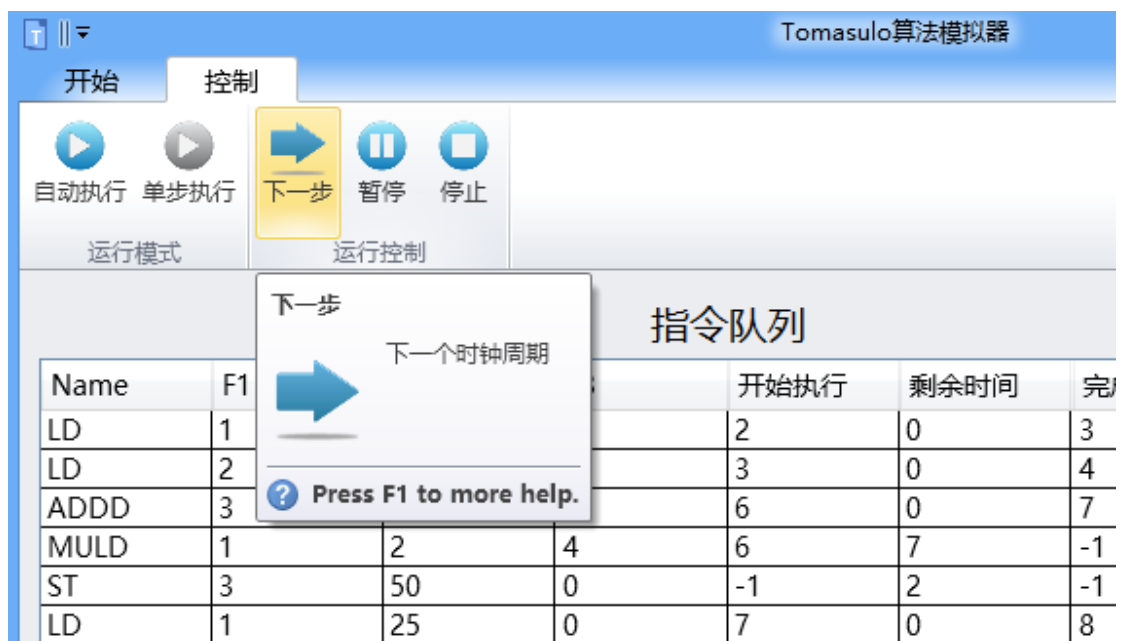 Tomasulo算法模拟器
开始 控制
自动执行 单步执行 下一步 暂停 停止
运行模式 运行控制
下一步
下一个时钟周期
Press F1 to more help.
指令队列
Name F1 开始执行 剩余时间
LD 1 2 0 3
LD 2 3 0 4
ADDD 3 6 0 7
MULD 1 2 4 6 7 -1
ST 3 50 0 -1 2 -1
LD 1 25 0 7 0 8